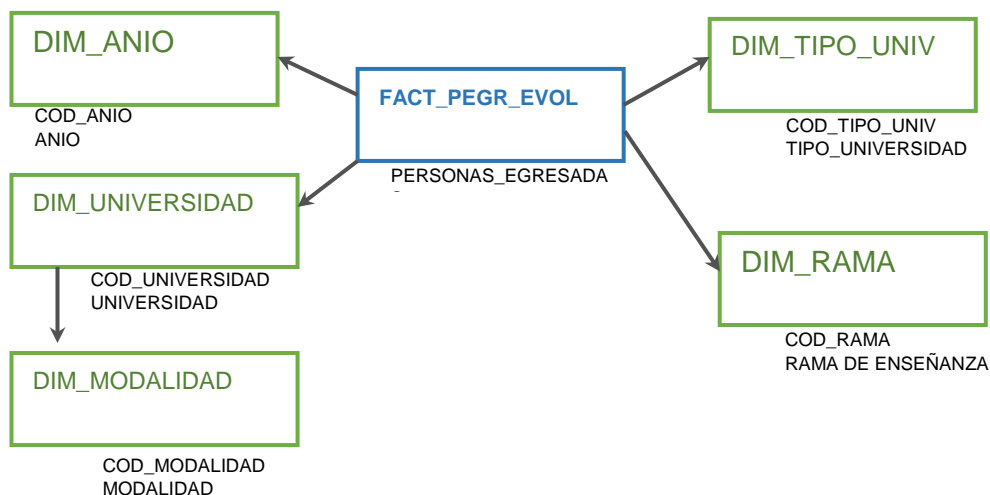 DIM_ANIO
COD_ANIO
ANIO
FACT_PEGR_EVOL
PERSONAS_EGRESADA
DIM_TIPO_UNIV
COD_TIPO_UNIV
TIPO_UNIVERSIDAD
DIM_UNIVERSIDAD
COD_UNIVERSIDAD
UNIVERSIDAD
DIM_RAMA
COD_RAMA
RAMA DE ENSEÑANZA
DIM_MODALIDAD
COD_MODALIDAD
MODALIDAD